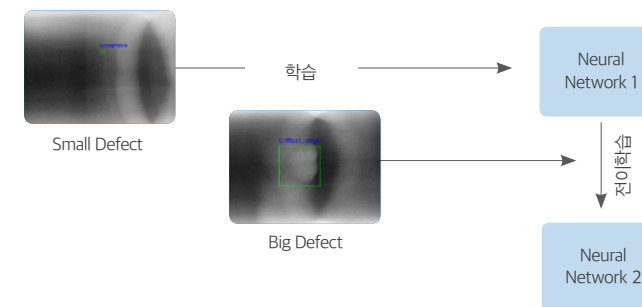 학습
Neural
Network 1
Small Defect
전이학습
Big Defect
Neural
Network 2